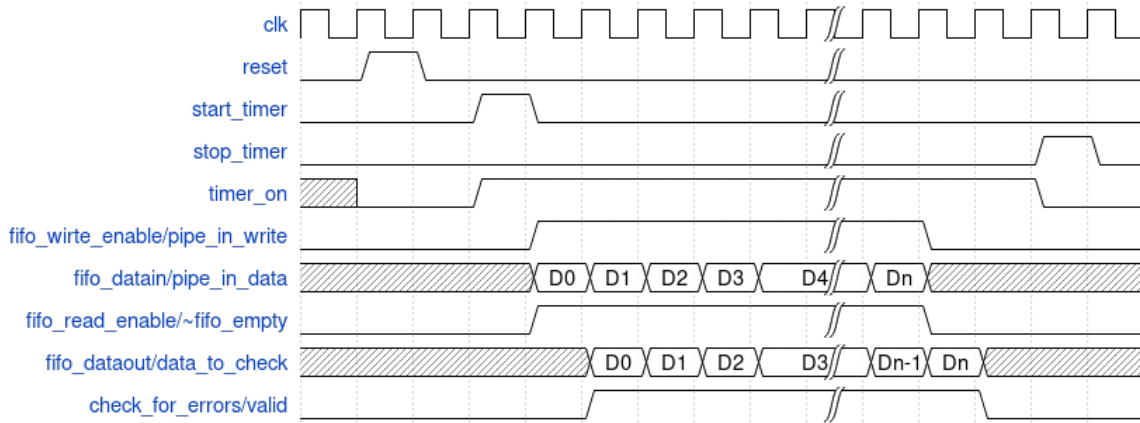 clk
reset
start_timer
stop_timer
timer_on
fifo_wirte_enable/pipe_in_write
fifo_datain/pipe_in_data D0 D1 D2 D3 D4 Dn
fifo_read_enable/~fifo_empty
fifo_dataout/data_to_check D0 D1 D2 D3 Dn-1 Dn
check_for_errors/valid